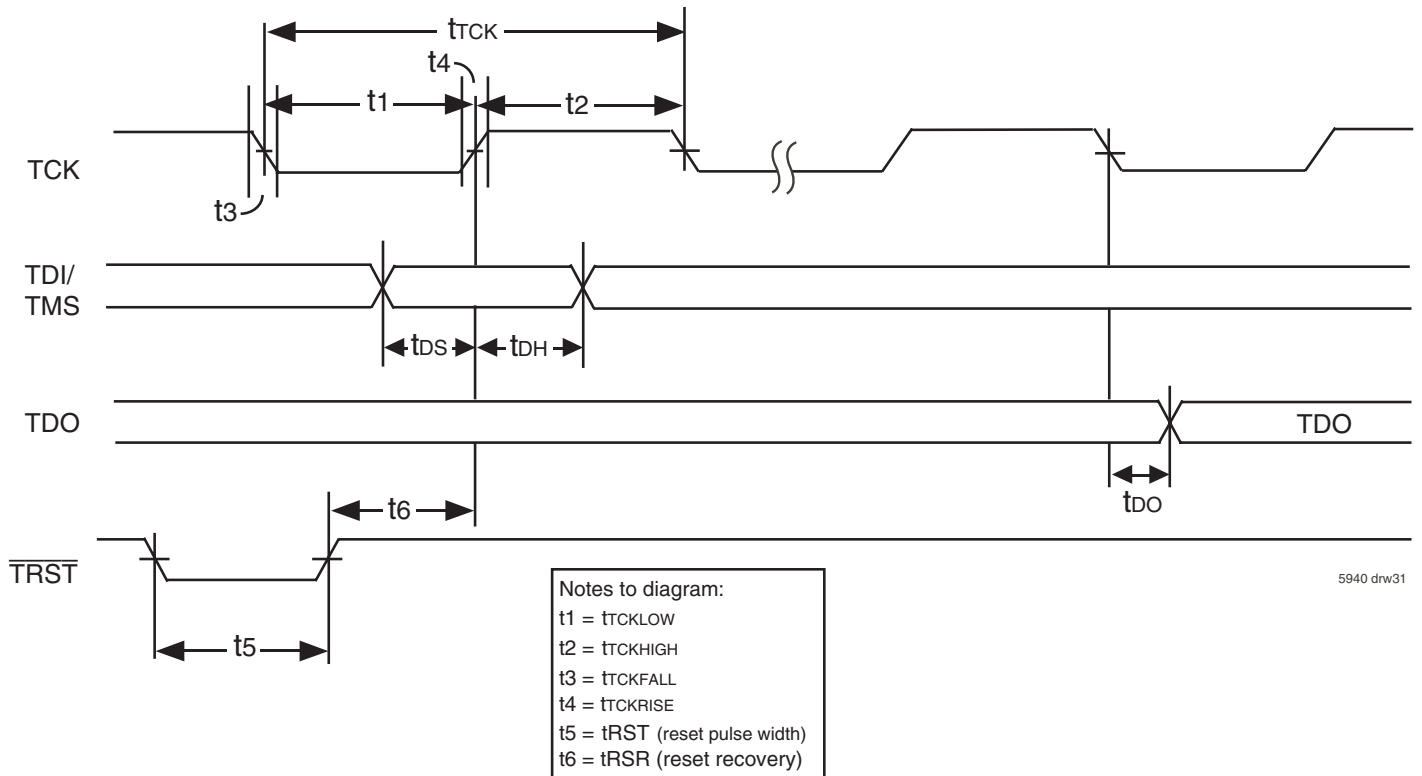 tTCK
t4
t1
t2
TCK
t3
TDI/
TMS
tDS
tDH
TDO
TDO
tDO
t6
TRST
5940 drw31
t5
Notes to diagram:
t1 = tTCKLOW
t2 = tTCKHIGH
t3 = tTCKFALL
t4 = tTCKRISE
t5 = tRST (reset pulse width)
t6 = tRSR (reset recovery)